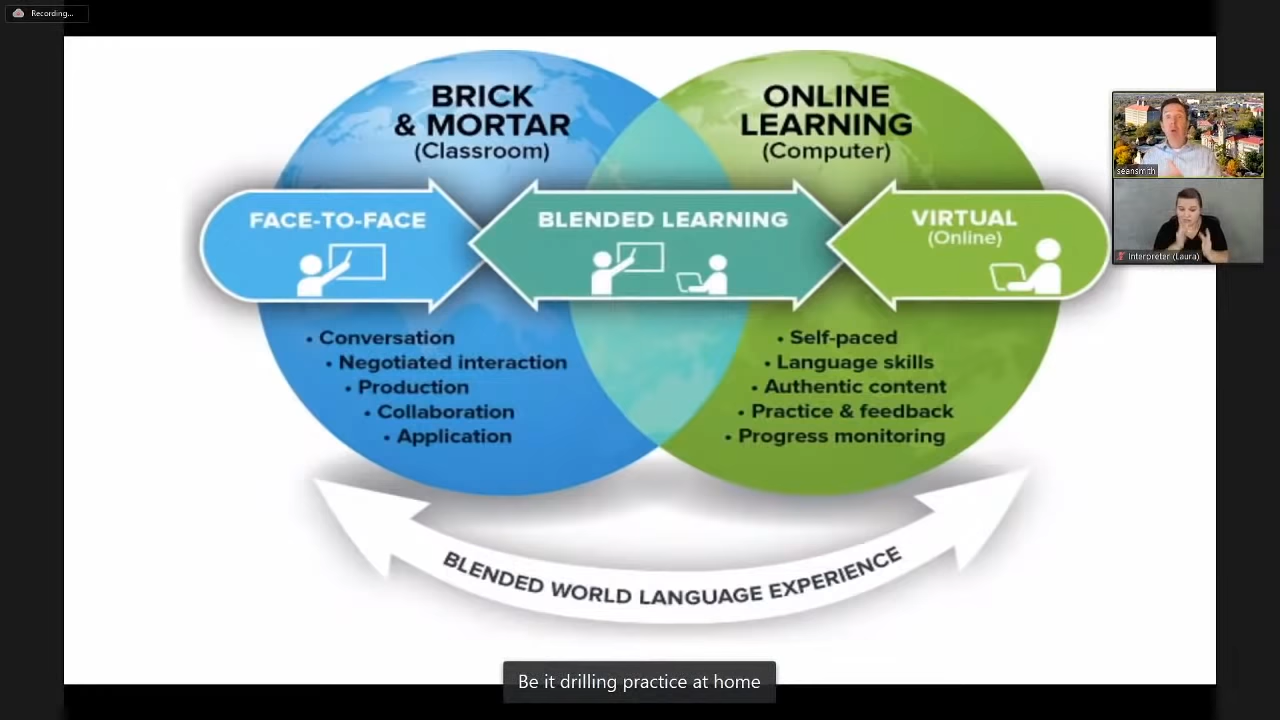 Recording...
BRICK
& MORTAR
(Classroom)
ONLINE
LEARNING
(Computer)
FACE-TO-FACE
BLENDED LEARNING
VIRTUAL
(Online)
• Conversation
• Negotiated interaction
• Production
• Collaboration
• Application
• Self-paced
• Language skills
• Authentic content
• Practice & feedback
• Progress monitoring
BLENDED WORLD LANGUAGE EXPERIENCE
seansmith
Interpreter (Laura)
Be it drilling practice at home